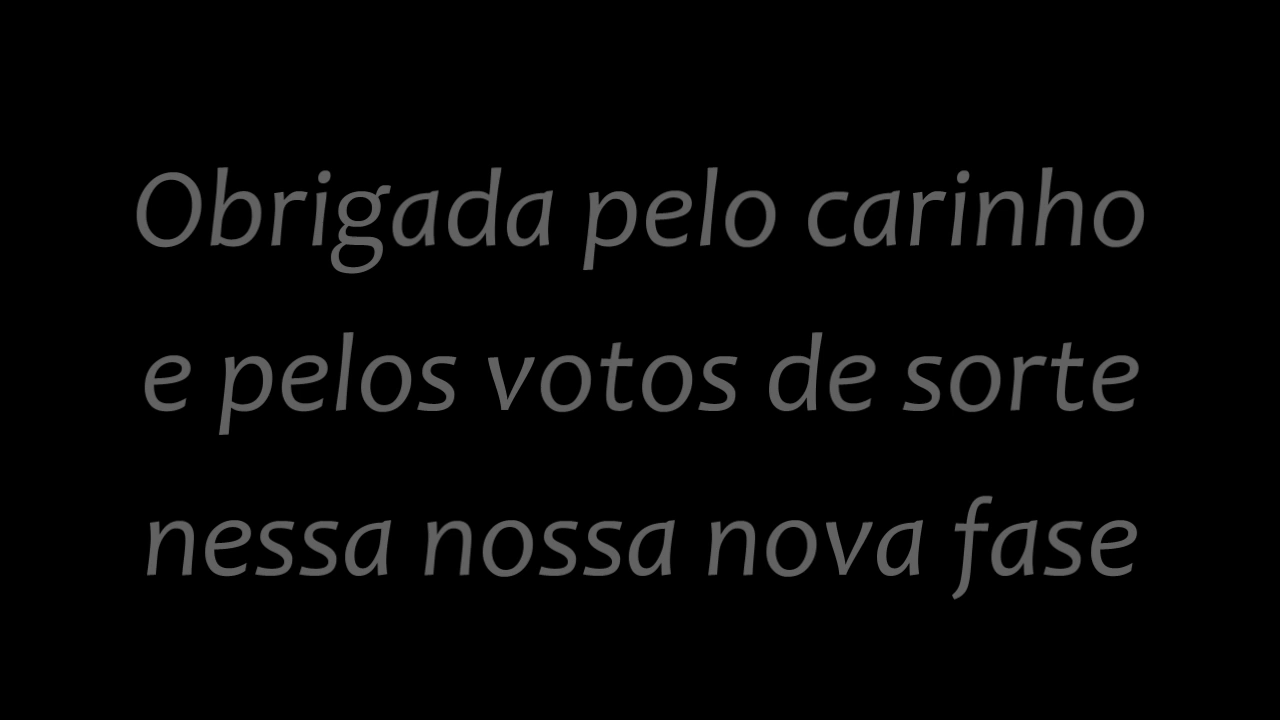 Obrigada pelo carinho
e pelos votos de sorte
nessa nossa nova fase